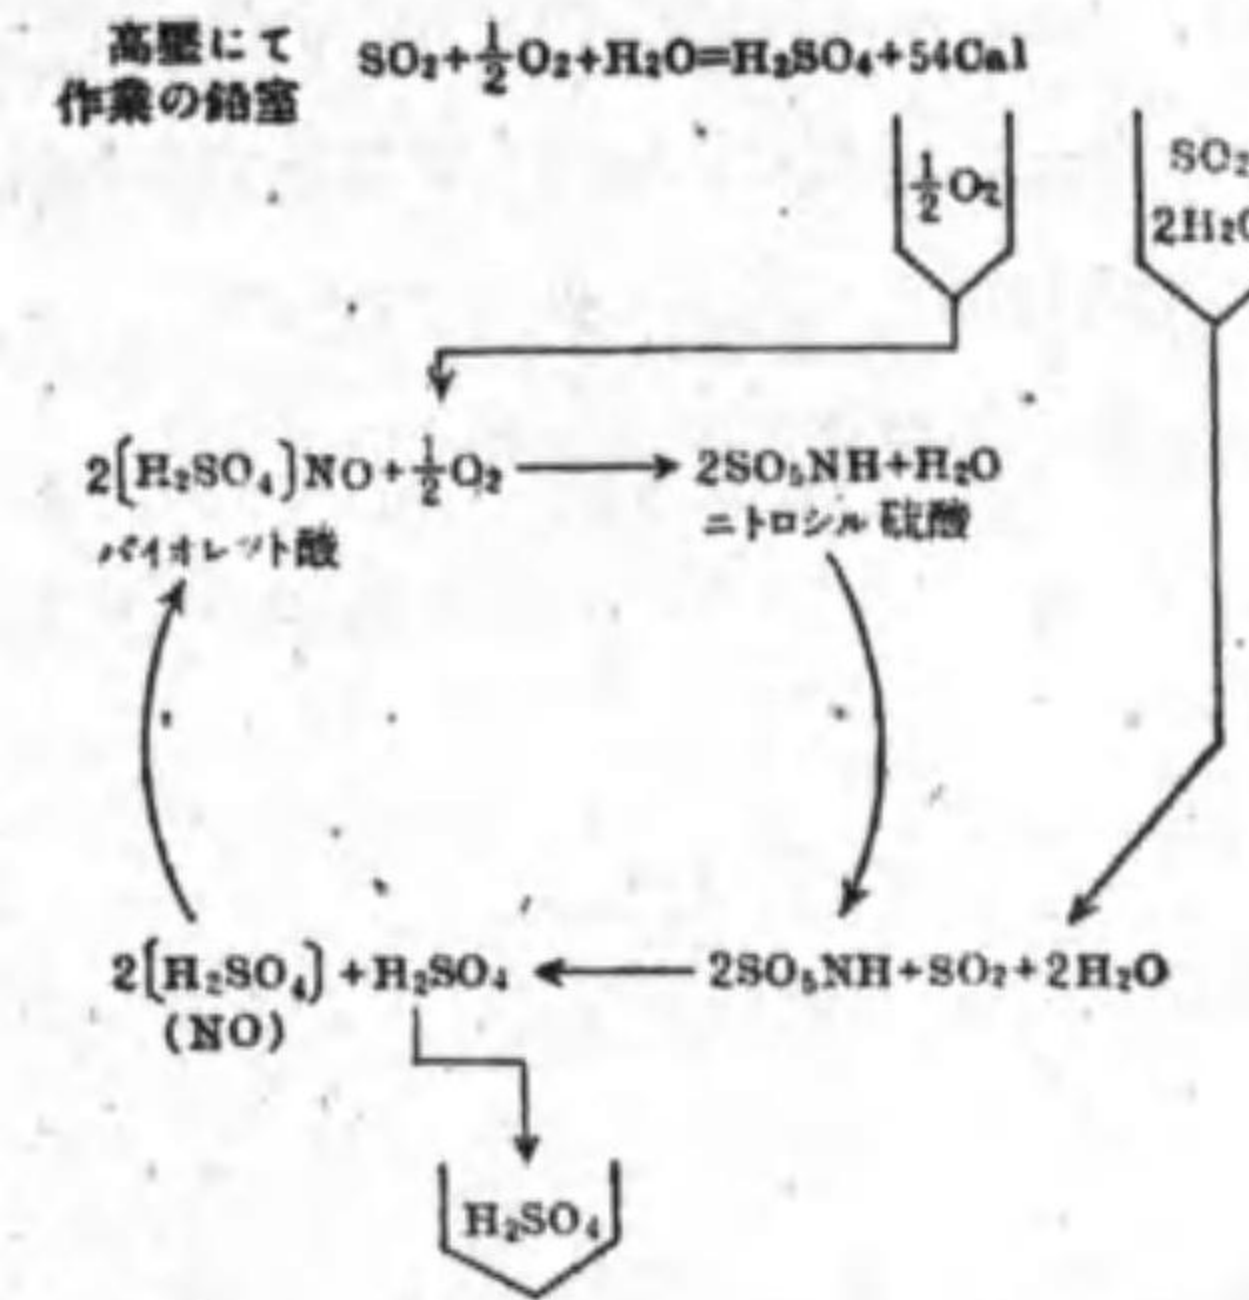 高壓にて
作業の鉛室
SO₂+½O₂+H₂O=H₂SO₄+54Cal
½O₂
SO₂
2H₂O
2[H₂SO₄]NO+½O₂ → 2SO₅NH+H₂O
バイオレット酸
ニトロシル硫酸
2[H₂SO₄]+H₂SO₄ ← 2SO₅NH+SO₂+2H₂O
(NO)
H₂SO₄